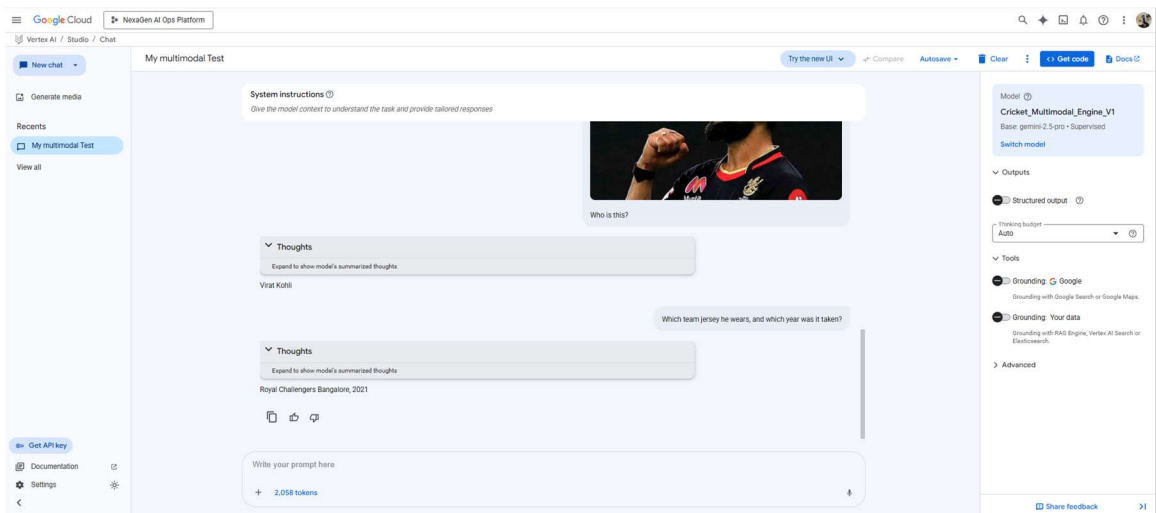 Google Cloud
NexaGen AI Ops Platform
Vertex AI / Studio / Chat
New chat
Generate media
Recents
My multimodal Test
View all
Get API key
Documentation
Settings
My multimodal Test
Try the new UI
Compare
Autosave
Clear
Get code
Docs
System instructions
Give the model context to understand the task and provide tailored responses
Who is this?
Thoughts
Expand to show model's summarized thoughts
Virat Kohli
Which team jersey he wears, and which year was it taken?
Thoughts
Expand to show model's summarized thoughts
Royal Challengers Bangalore, 2021
Write your prompt here
2,058 tokens
Model
Cricket_Multimodal_Engine_V1
Base: gemini-2.5-pro • Supervised
Switch model
Outputs
Structured output
Thinking budget
Auto
Tools
Grounding: Google
Grounding with Google Search or Google Maps.
Grounding: Your data
Grounding with RAG Engine, Vertex AI Search or
Elasticsearch.
Advanced
Share feedback